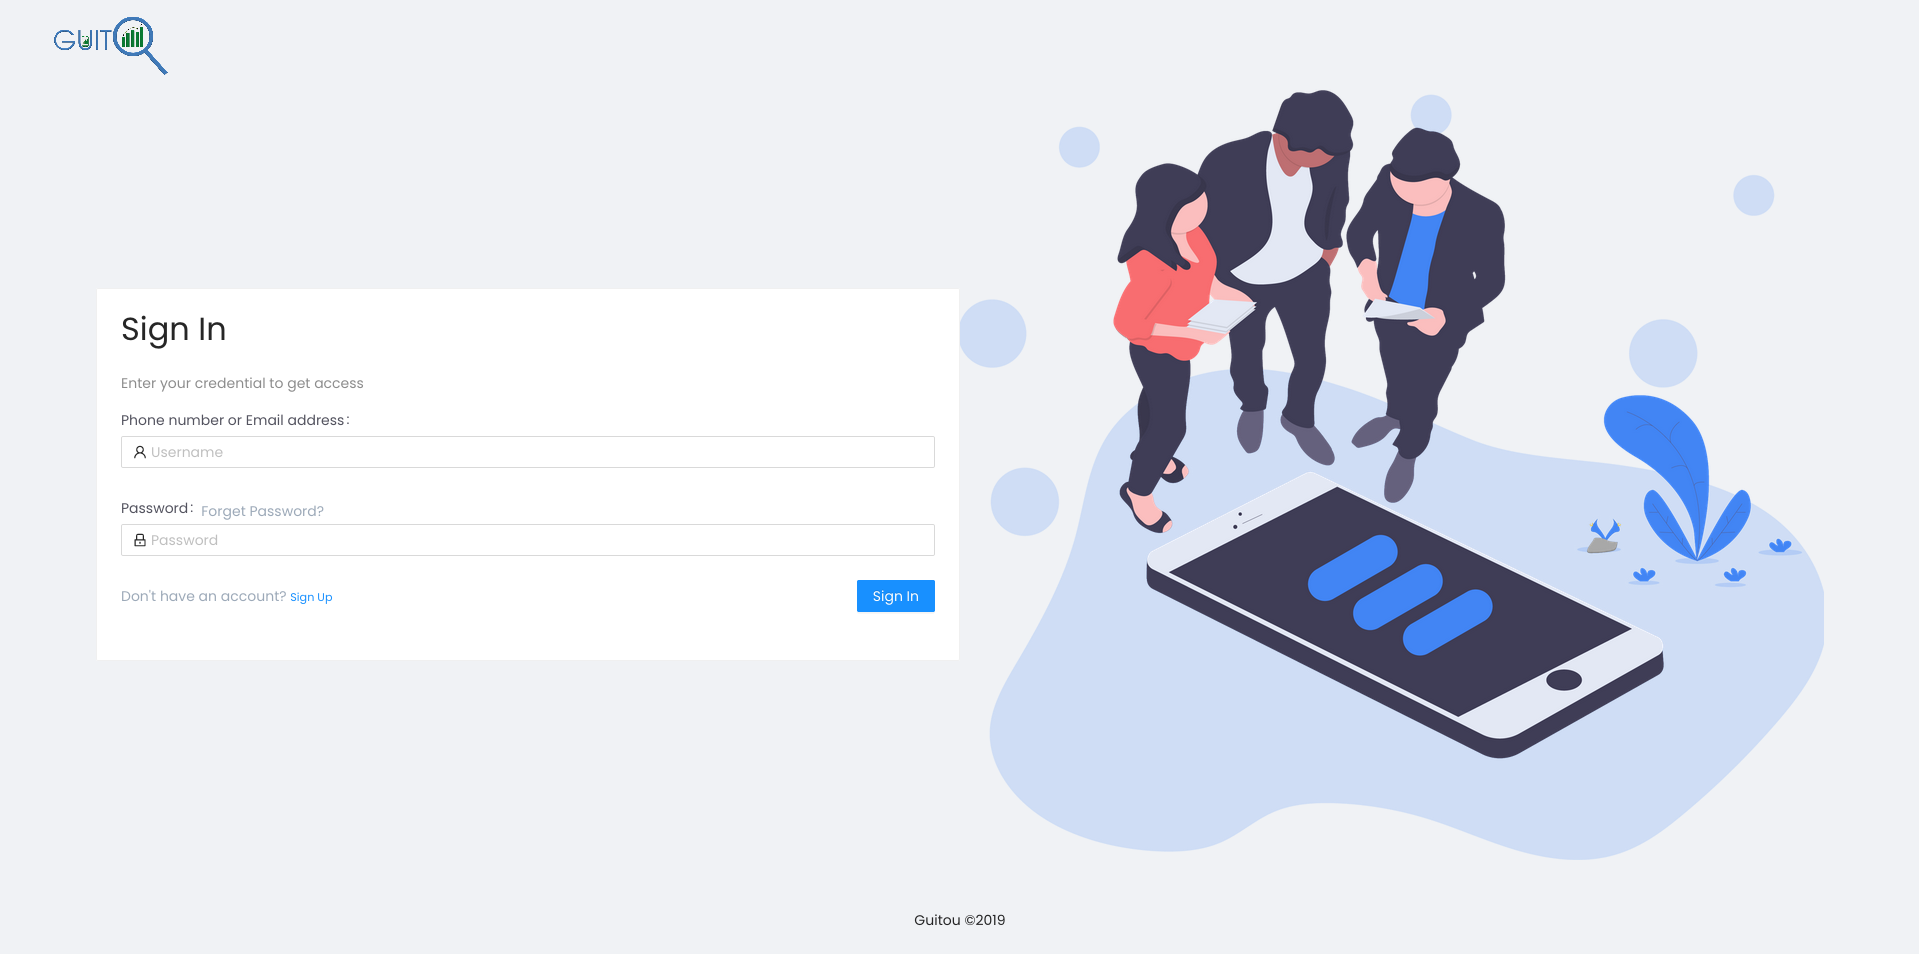 GUITO
Sign In
Enter your credential to get access
Phone number or Email address:
Username
Password: Forget Password?
Password
Don't have an account? Sign Up
Sign In
Guitou ©2019